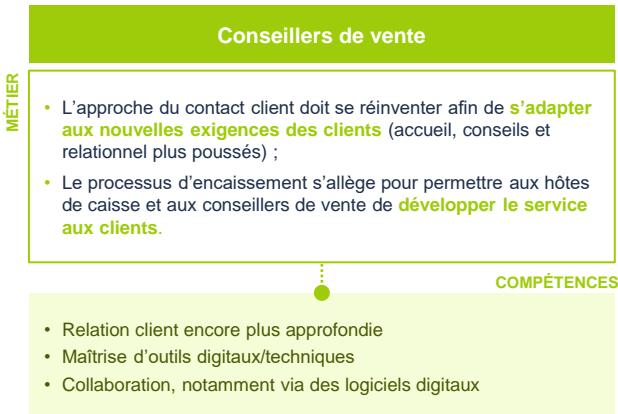 Conseillers de vente
MÉTIER
• L’approche du contact client doit se réinventer afin de s’adapter
aux nouvelles exigences des clients (accueil, conseils et
relationnel plus poussés) ;
• Le processus d’encaissement s’allège pour permettre aux hôtes
de caisse et aux conseillers de vente de développer le service
aux clients.
COMPÉTENCES
• Relation client encore plus approfondie
• Maîtrise d’outils digitaux/techniques
• Collaboration, notamment via des logiciels digitaux